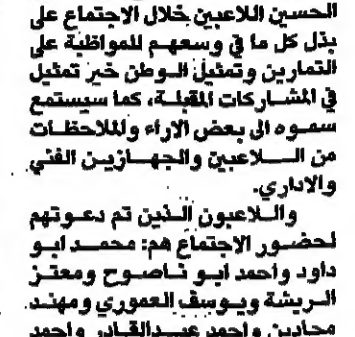 الحسين اللاعبين خلال الاجتماع على
بذل كل ما في وسعهم للمواظبة على
التمارين وتمثيل الوطن خير تمثيل
في المشاركات المقبلة، كما سيستمع
سموه الى بعض الاراء والملاحظات
من اللاعبين والجهازين الفني
والاداري.
واللاعبون الذين تم دعوتهم
لحضور الاجتماع هم: محمد ابو
داود واحمد ابو ناصوح ومعتز
الريشة ويوسف العموري ومهند
محادين واحمد عبدالقادر واحمد